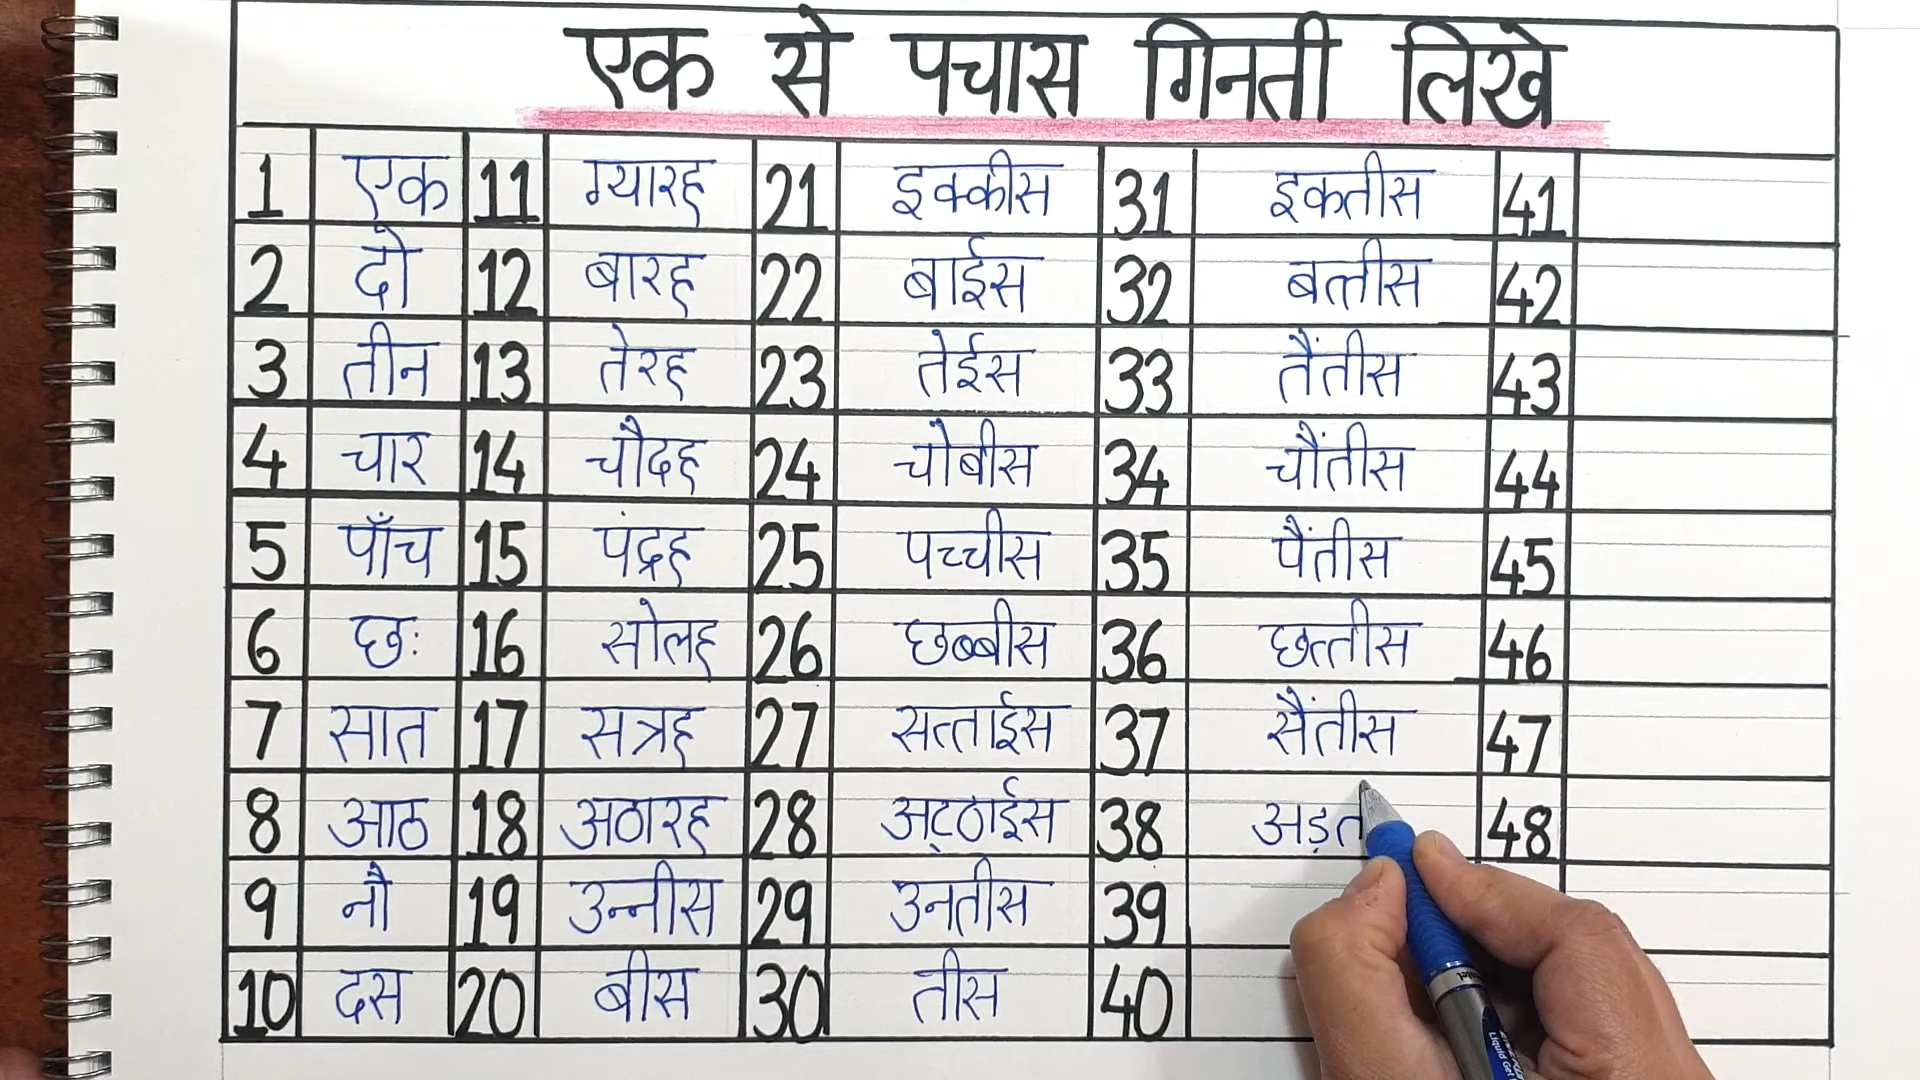 एक से पचास गिनती लिखे
1 एक 11 ग्यारह 21 इक्कीस 31 इकतीस 41
2 दो 12 बारह 22 बाईस 32 बत्तीस 42
3 तीन 13 तेरह 23 तेईस 33 तैंतीस 43
4 चार 14 चौदह 24 चोबीस 34 चौंतीस 44
5 पाँच 15 पंद्रह 25 पच्चीस 35 पैंतीस 45
6 छः 16 सोलह 26 छब्बीस 36 छत्तीस 46
7 सात 17 सत्रह 27 सत्ताईस 37 सैंतीस 47
8 आठ 18 अठारह 28 अट्ठाईस 38 अड़त 48
9 नौ 19 उन्नीस 29 उनतीस 39
10 दस 20 बीस 30 तीस 40
Liquid Gel